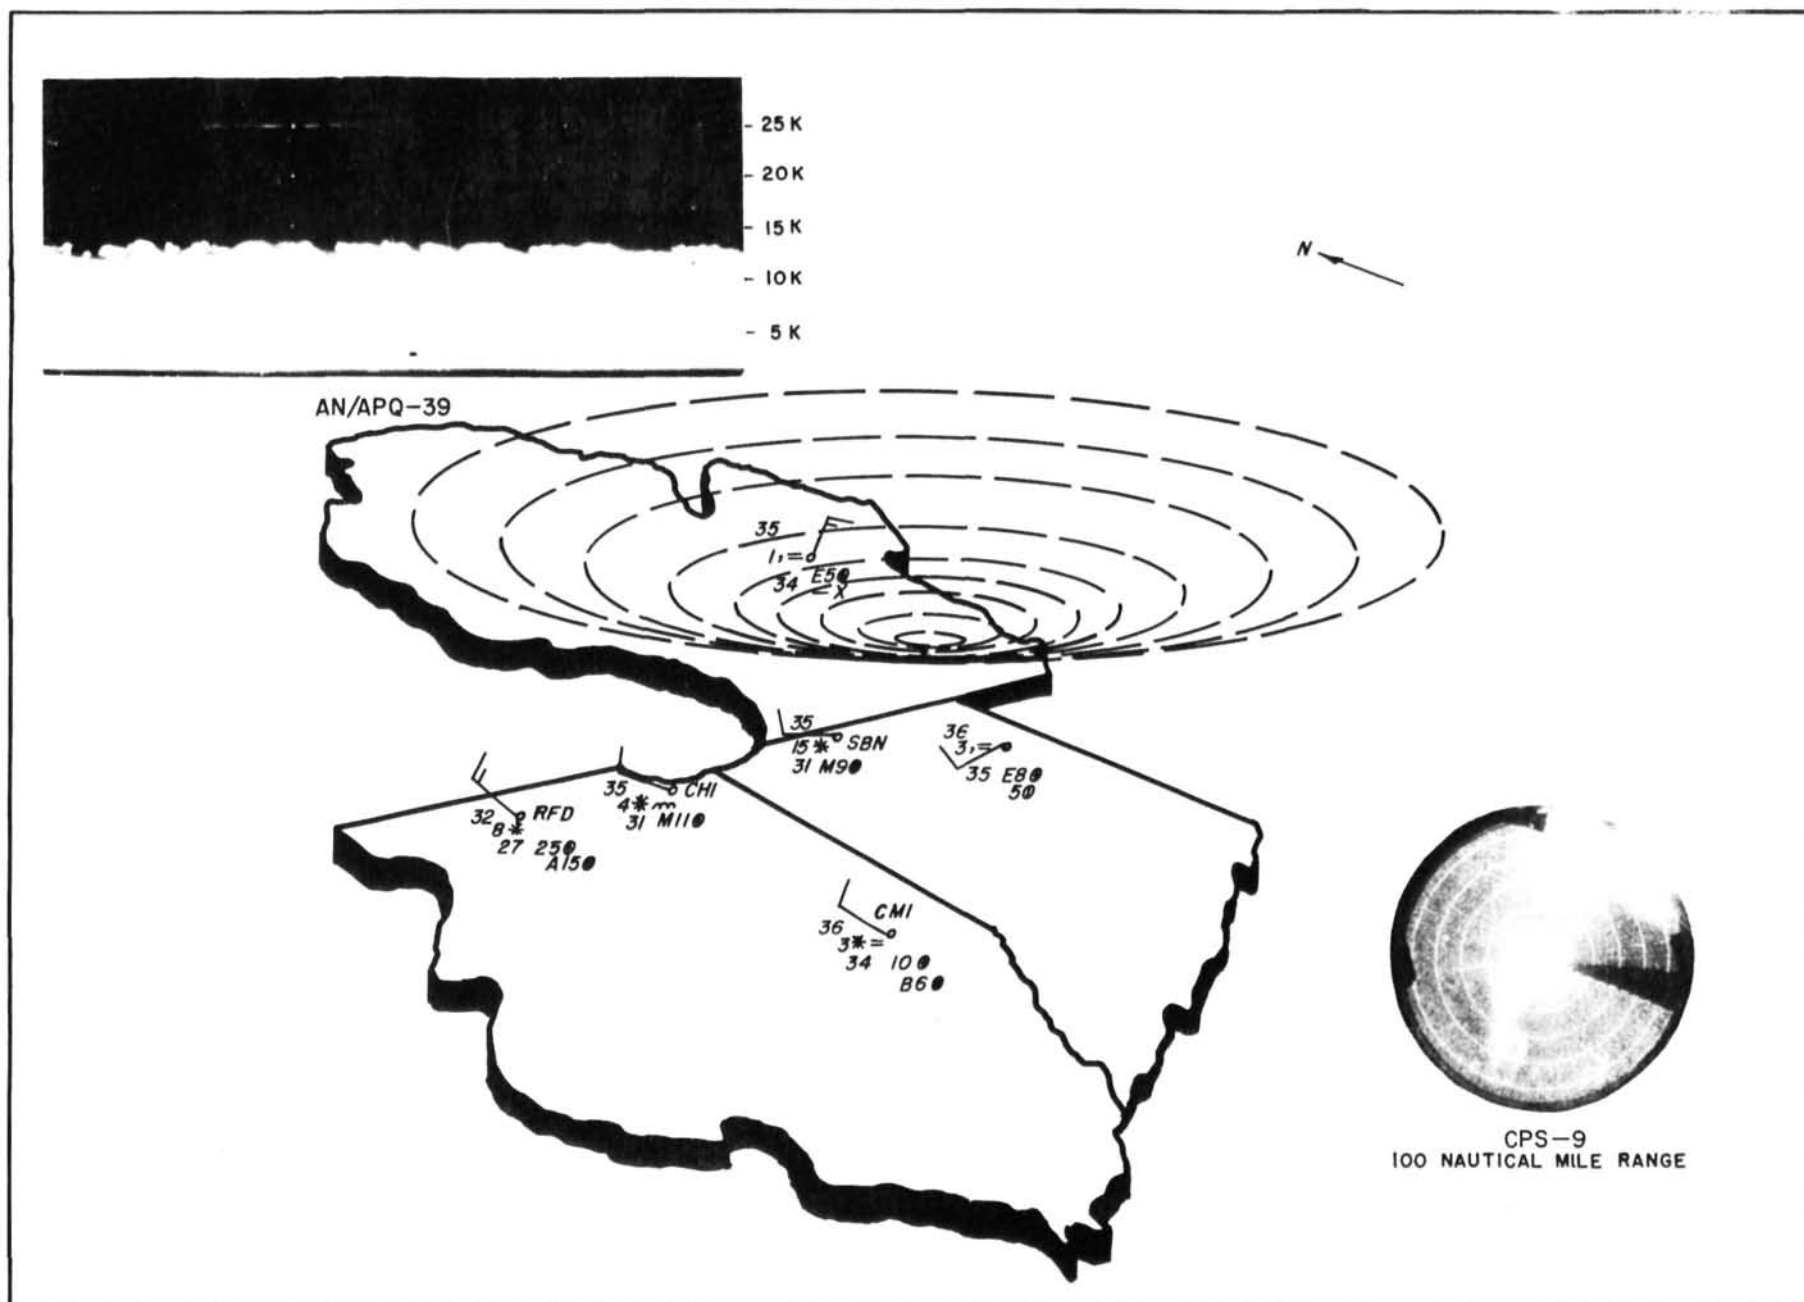 25 K
20 K
15 K
10 K
5 K
AN/APQ-39
N
35
1,=
34 E5
-X
35
15* SBN
31 M9
36
3,=
35 E8
5
35
4* CHI
31 M11
32 RFD
8*
27 25
A15
CMI
36
3*=
34 10
B6
CPS-9
100 NAUTICAL MILE RANGE